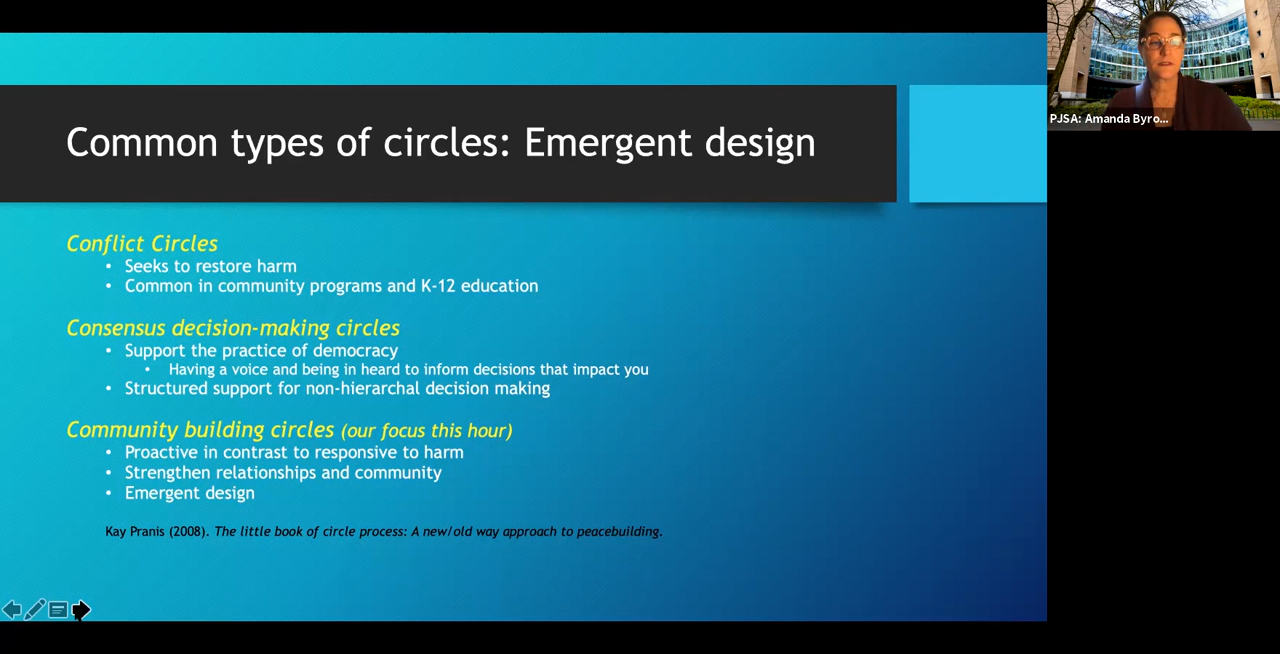 Common types of circles: Emergent design
PJSA: Amanda Byro...
Conflict Circles
• Seeks to restore harm
• Common in community programs and K-12 education
Consensus decision-making circles
• Support the practice of democracy
• Having a voice and being in heard to inform decisions that impact you
• Structured support for non-hierarchal decision making
Community building circles (our focus this hour)
• Proactive in contrast to responsive to harm
• Strengthen relationships and community
• Emergent design
Kay Pranis (2008). The little book of circle process: A new/old way approach to peacebuilding.